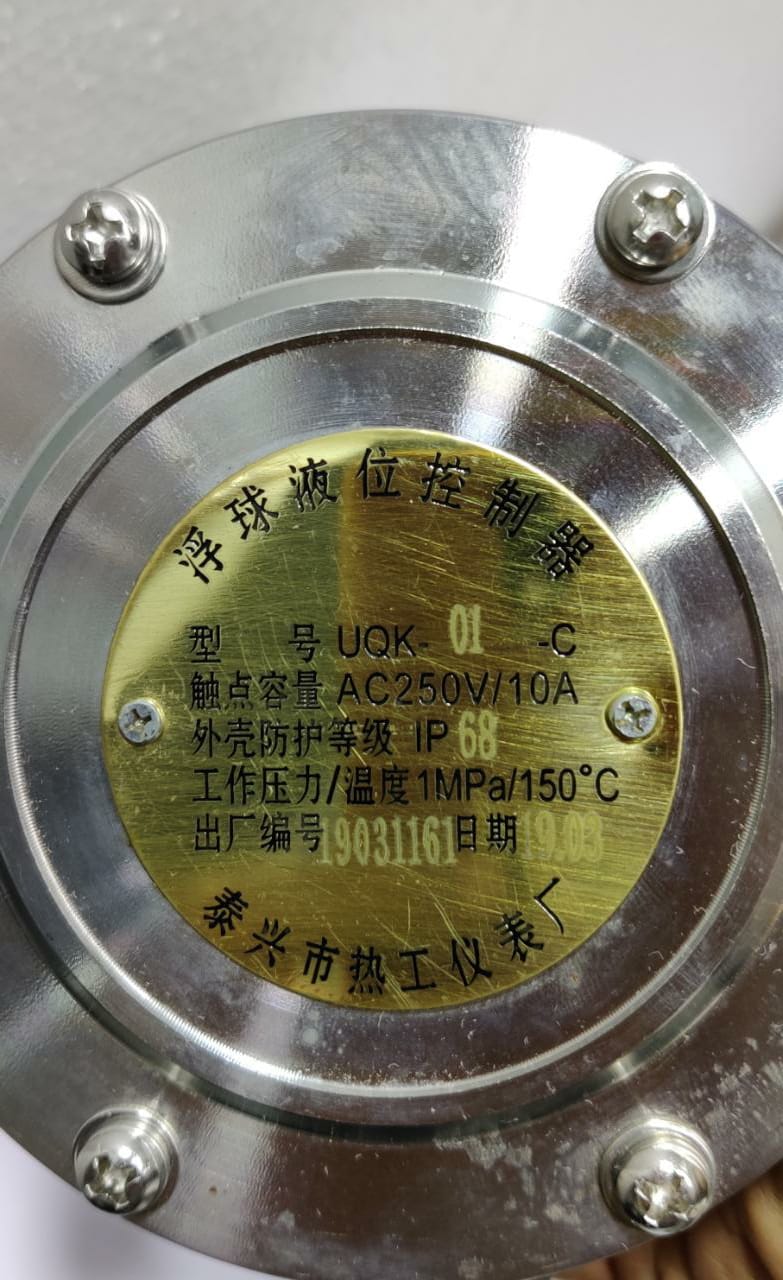 浮球液位控制器
型 号 UQK- 01 -C
触点容量 AC250V/10A
外壳防护等级 IP 68
工作压力/温度 1MPa/150°C
出厂编号 19031161 日期 19.03
泰兴市热工仪表厂